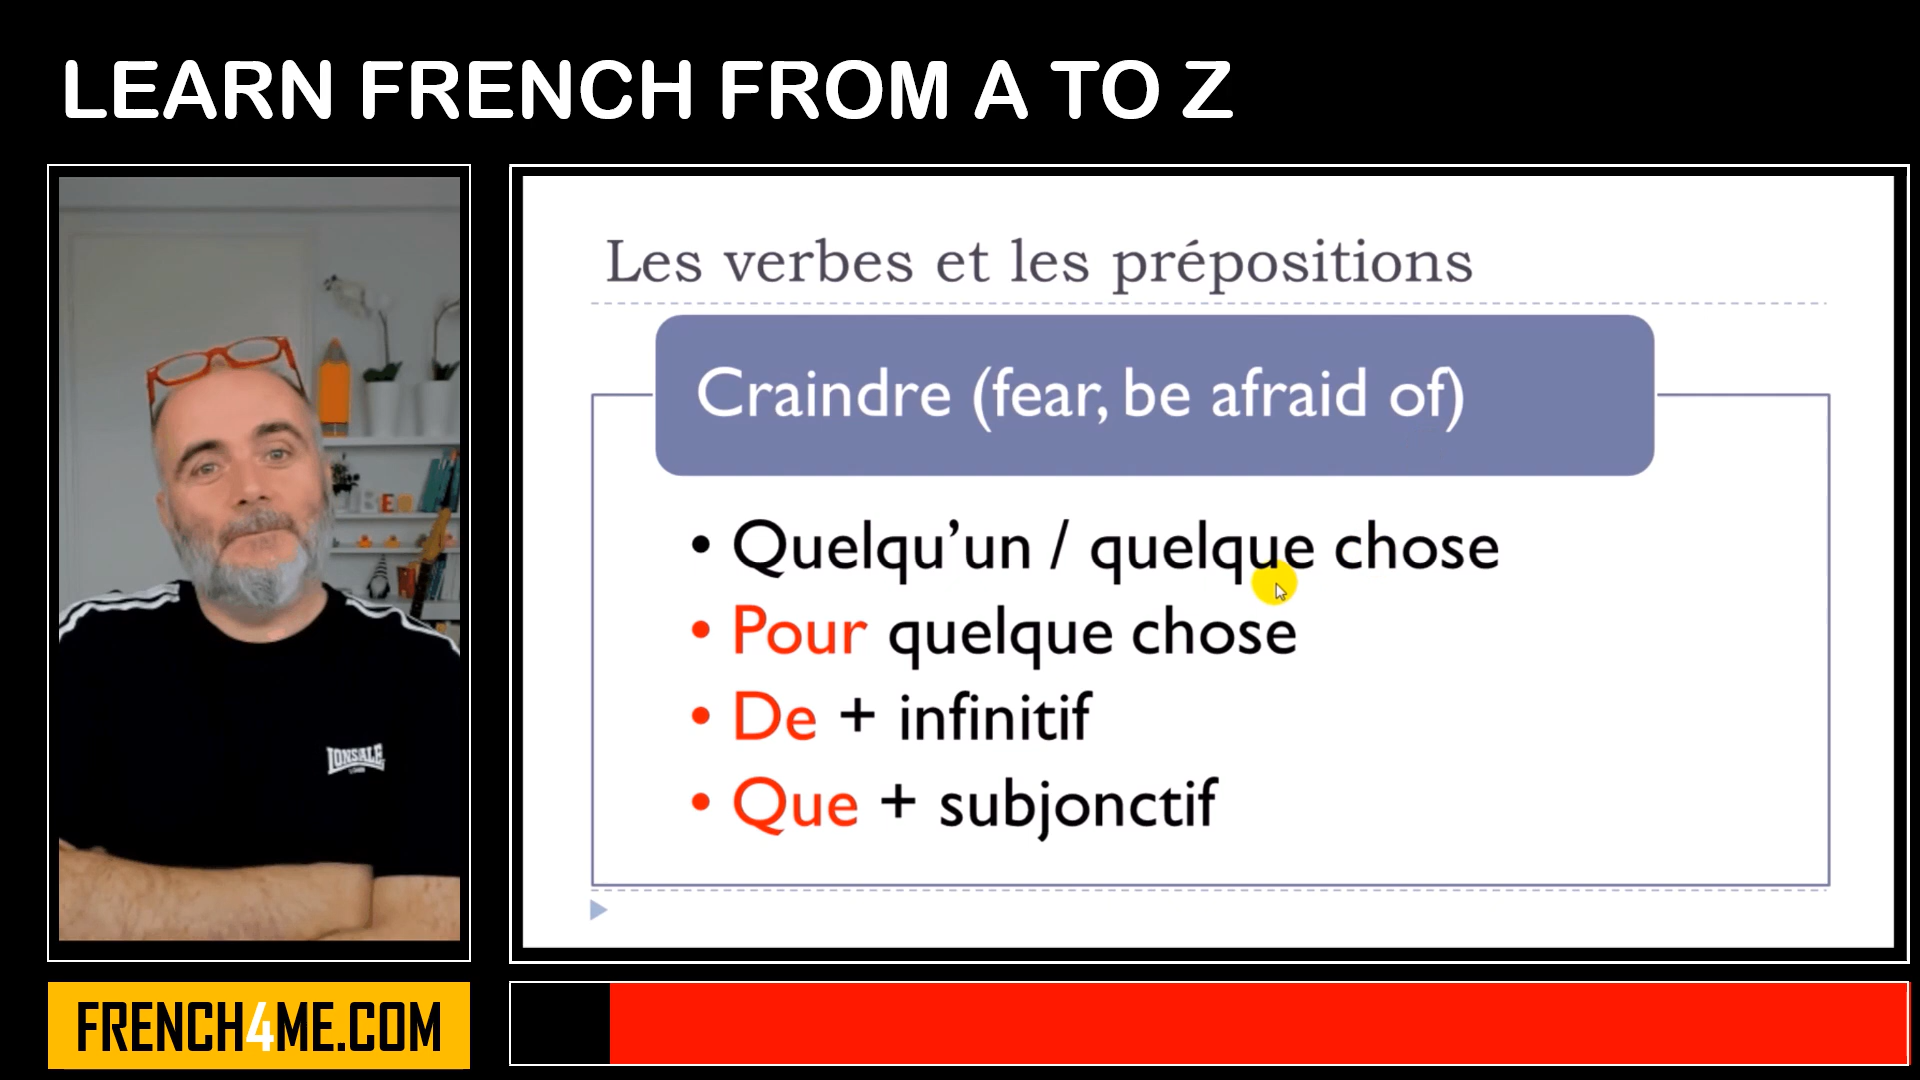 LEARN FRENCH FROM A TO Z
Les verbes et les prépositions
Craindre (fear, be afraid of)
• Quelqu’un / quelque chose
• Pour quelque chose
• De + infinitif
• Que + subjonctif
LONSDALE
FRENCH4ME.COM